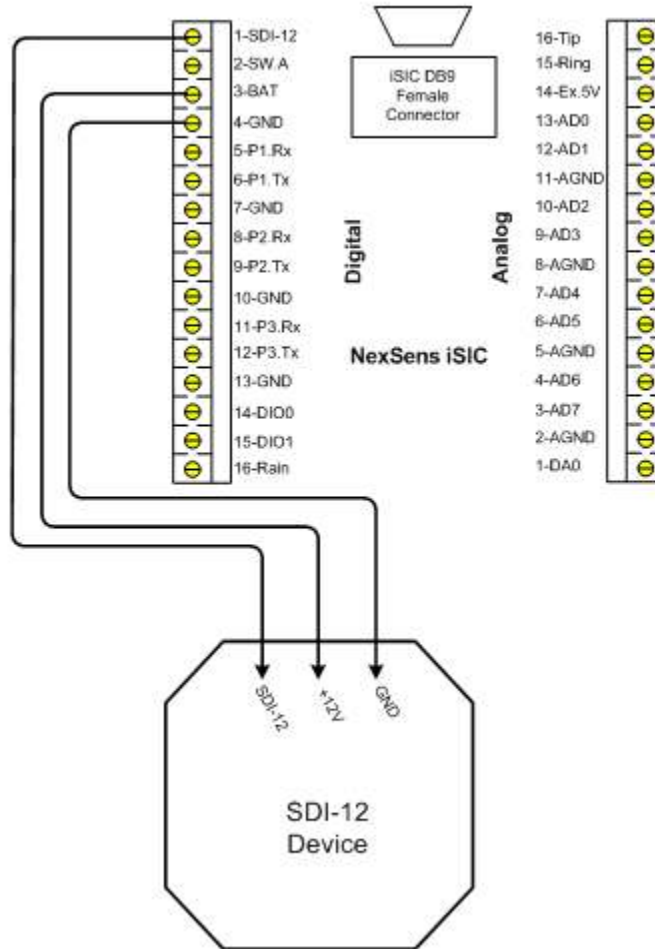 1-SDI-12
2-SW.A
3-BAT
4-GND
5-P1.Rx
6-P1.Tx
7-GND
8-P2.Rx
9-P2.Tx
10-GND
11-P3.Rx
12-P3.Tx
13-GND
14-DIO0
15-DIO1
16-Rain
Digital
iSIC DB9
Female
Connector
NexSens iSIC
Analog
16-Tip
15-Ring
14-Ex.5V
13-AD0
12-AD1
11-AGND
10-AD2
9-AD3
8-AGND
7-AD4
6-AD5
5-AGND
4-AD6
3-AD7
2-AGND
1-DA0
SDI-12
+12V
GND
SDI-12
Device